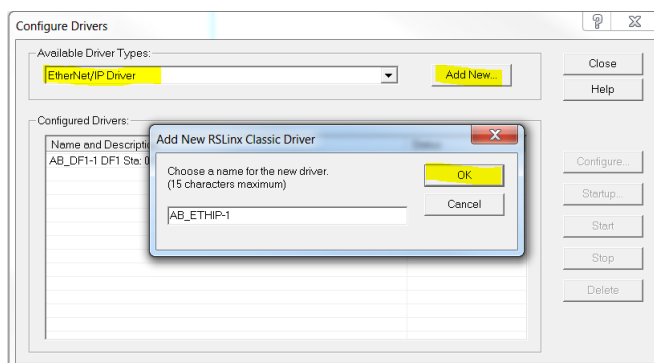 Configure Drivers
Available Driver Types:
EtherNet/IP Driver
Add New...
Close
Help
Configured Drivers:
Name and Descripti
AB_DF1-1 DF1 Sta: 0
Add New RSLinx Classic Driver
Choose a name for the new driver.
(15 characters maximum)
AB_ETHIP-1
OK
Cancel
Configure...
Startup...
Start
Stop
Delete